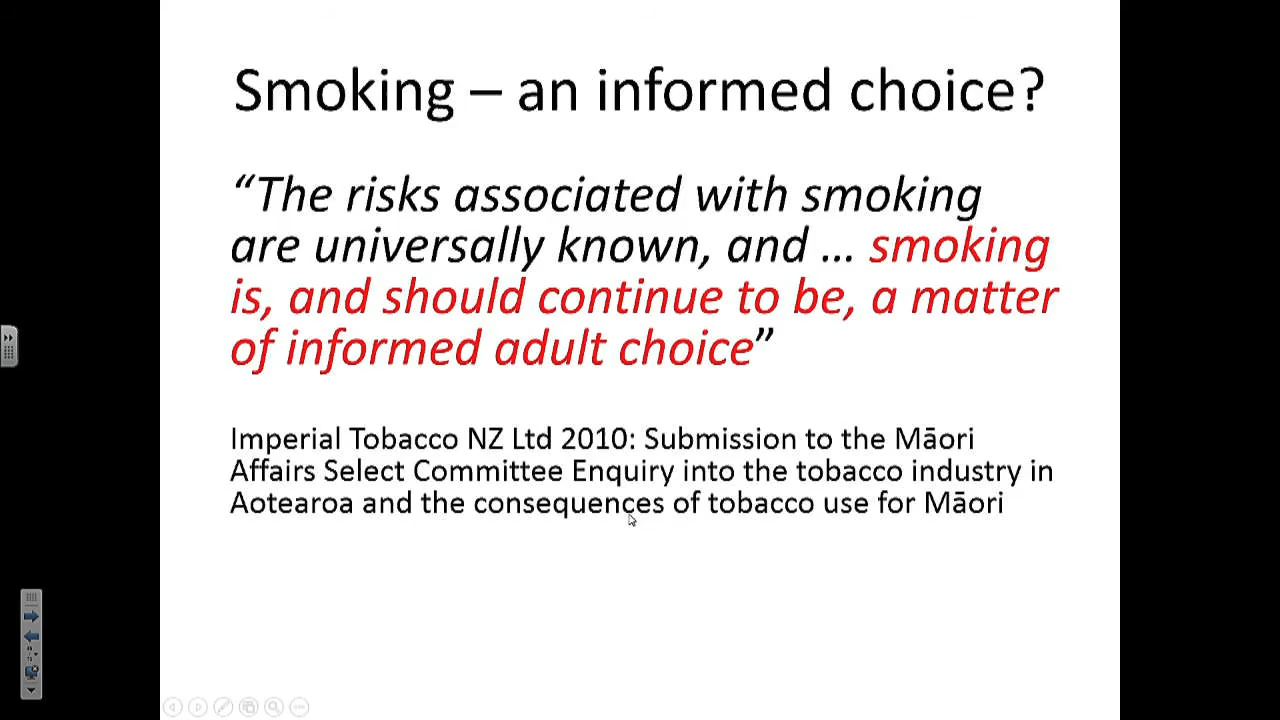 Smoking – an informed choice?
“The risks associated with smoking
are universally known, and ... smoking
is, and should continue to be, a matter
of informed adult choice”
Imperial Tobacco NZ Ltd 2010: Submission to the Māori
Affairs Select Committee Enquiry into the tobacco industry in
Aotearoa and the consequences of tobacco use for Māori